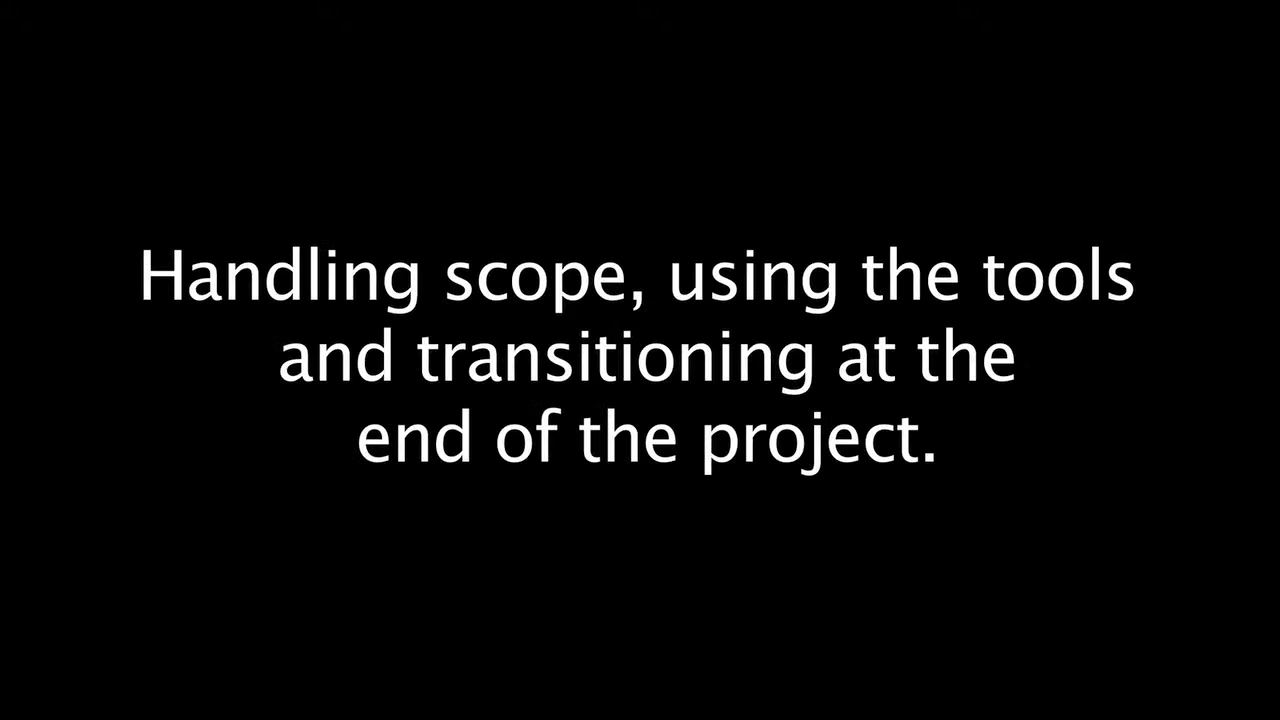 Handling scope, using the tools
and transitioning at the
end of the project.